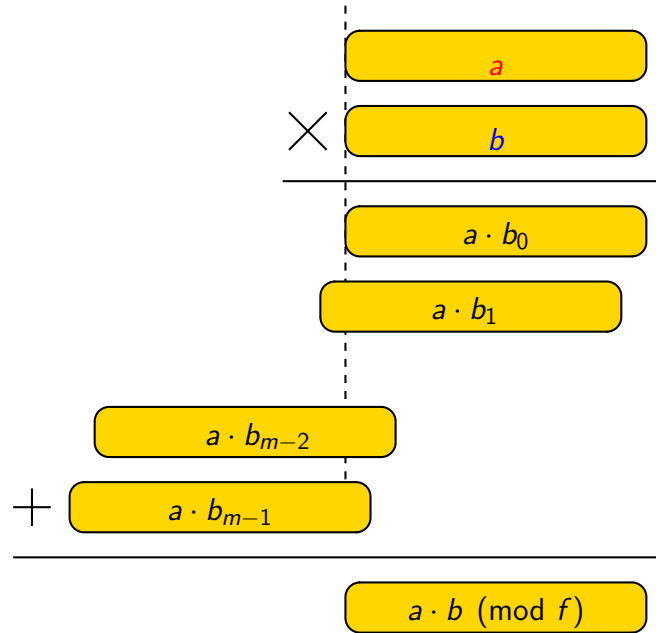 a
× b
a · b₀
a · b₁
a · bₘ₋₂
+ a · bₘ₋₁
a · b (mod f)